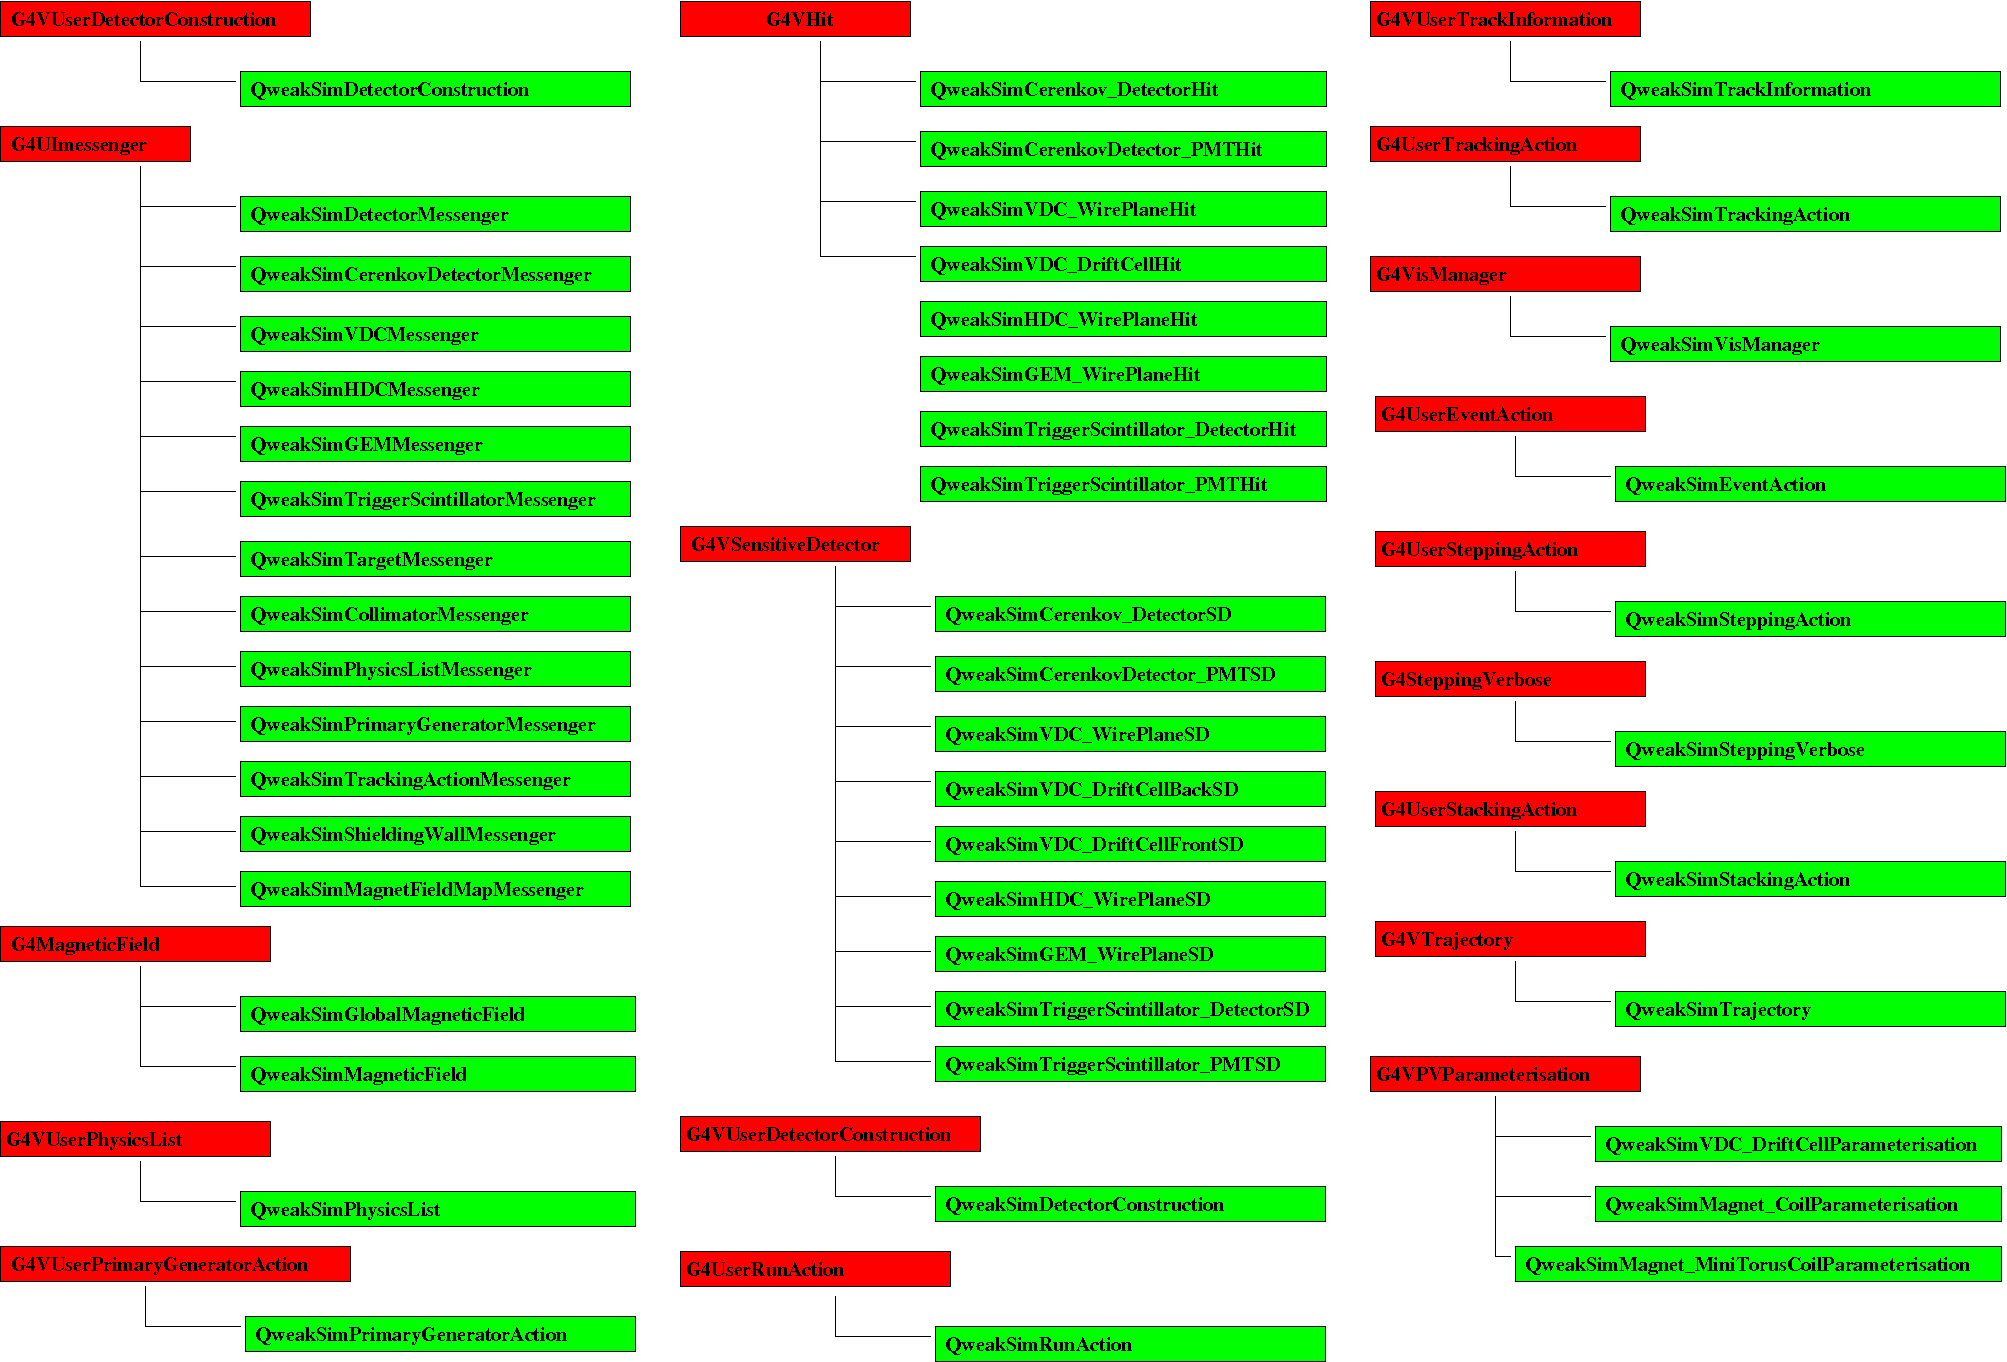 G4VUserDetectorConstruction
QweakSimDetectorConstruction
G4UImessenger
QweakSimDetectorMessenger
QweakSimCerenkovDetectorMessenger
QweakSimVDCMessenger
QweakSimHDCMessenger
QweakSimGEMMessenger
QweakSimTriggerScintillatorMessenger
QweakSimTargetMessenger
QweakSimCollimatorMessenger
QweakSimPhysicsListMessenger
QweakSimPrimaryGeneratorMessenger
QweakSimTrackingActionMessenger
QweakSimShieldingWallMessenger
QweakSimMagnetFieldMapMessenger
G4MagneticField
QweakSimGlobalMagneticField
QweakSimMagneticField
G4VUserPhysicsList
QweakSimPhysicsList
G4VUserPrimaryGeneratorAction
QweakSimPrimaryGeneratorAction
G4VHit
QweakSimCerenkov_DetectorHit
QweakSimCerenkovDetector_PMTHit
QweakSimVDC_WirePlaneHit
QweakSimVDC_DriftCellHit
QweakSimHDC_WirePlaneHit
QweakSimGEM_WirePlaneHit
QweakSimTriggerScintillator_DetectorHit
QweakSimTriggerScintillator_PMTHit
G4VSensitiveDetector
QweakSimCerenkov_DetectorSD
QweakSimCerenkovDetector_PMTSD
QweakSimVDC_WirePlaneSD
QweakSimVDC_DriftCellBackSD
QweakSimVDC_DriftCellFrontSD
QweakSimHDC_WirePlaneSD
QweakSimGEM_WirePlaneSD
QweakSimTriggerScintillator_DetectorSD
QweakSimTriggerScintillator_PMTSD
G4VUserDetectorConstruction
QweakSimDetectorConstruction
G4UserRunAction
QweakSimRunAction
G4VUserTrackInformation
QweakSimTrackInformation
G4UserTrackingAction
QweakSimTrackingAction
G4VisManager
QweakSimVisManager
G4UserEventAction
QweakSimEventAction
G4UserSteppingAction
QweakSimSteppingAction
G4SteppingVerbose
QweakSimSteppingVerbose
G4UserStackingAction
QweakSimStackingAction
G4VTrajectory
QweakSimTrajectory
G4VPVParameterisation
QweakSimVDC_DriftCellParameterisation
QweakSimMagnet_CoilParameterisation
QweakSimMagnet_MiniTorusCoilParameterisation